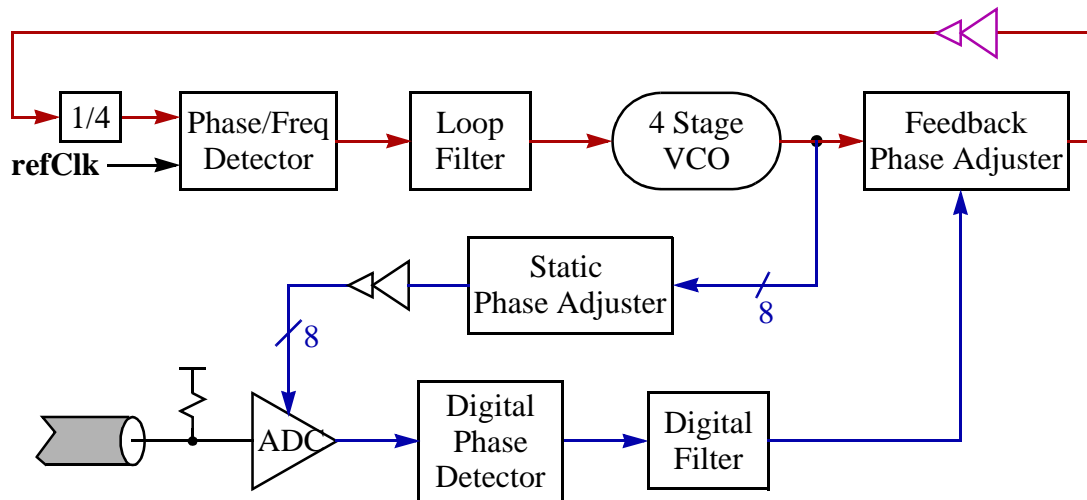 1/4
refClk
Phase/Freq
Detector
Loop
Filter
4 Stage
VCO
Feedback
Phase Adjuster
Static
Phase Adjuster
8
8
ADC
Digital
Phase
Detector
Digital
Filter